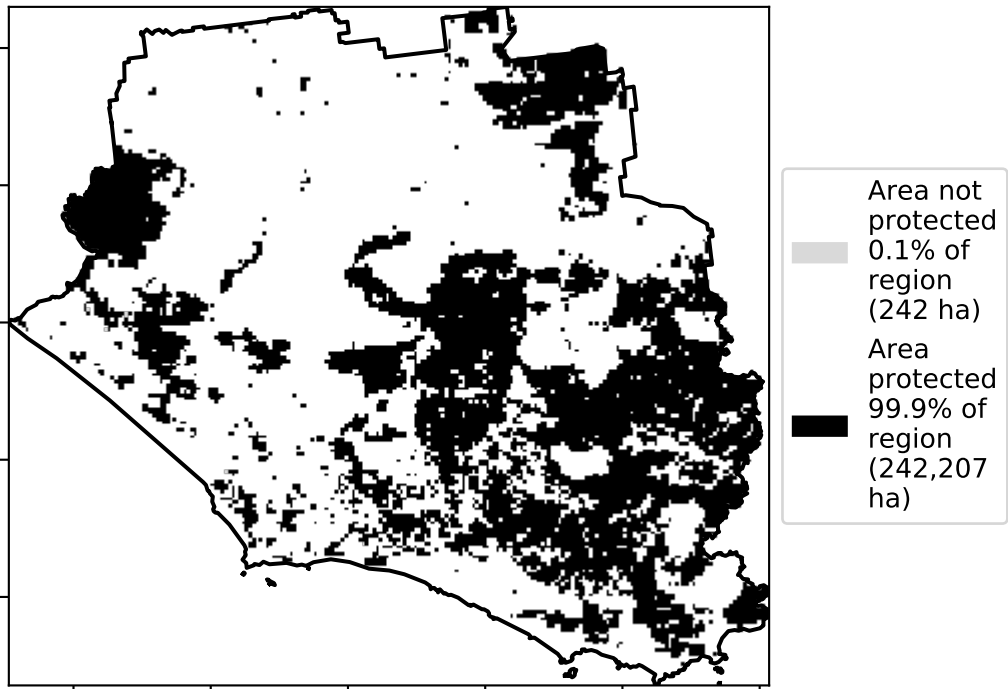 Area not
protected
0.1% of
region
(242 ha)
Area
protected
99.9% of
region
(242,207
ha)